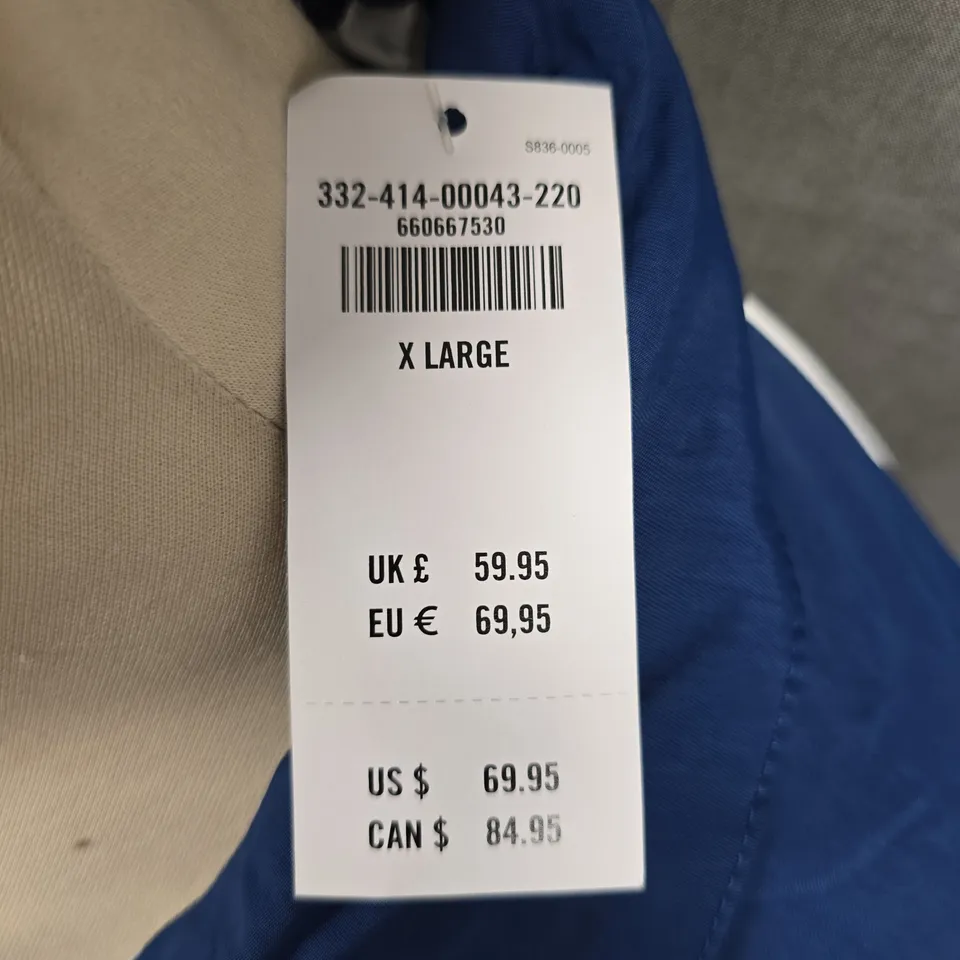 S836-0005
332-414-00043-220
660667530
X LARGE
UK £ 59.95
EU € 69,95
US $ 69.95
CAN $ 84.95